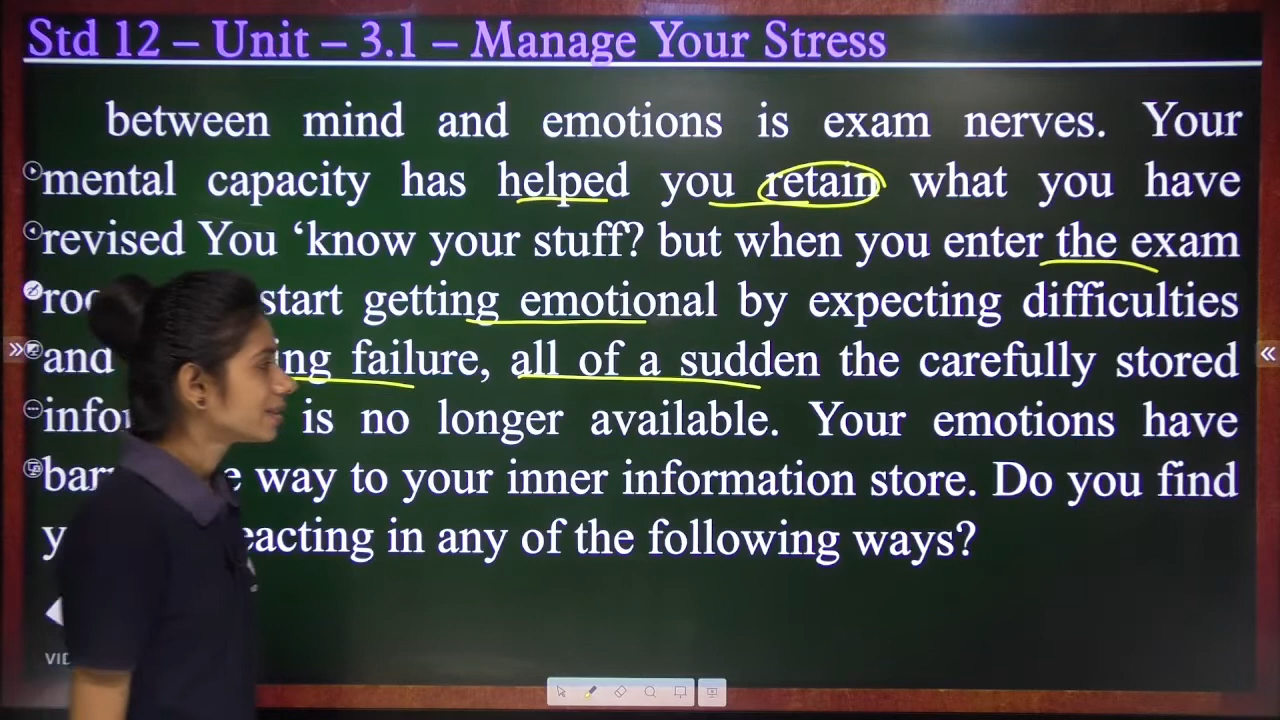 Std 12 – Unit – 3.1 – Manage Your Stress
between mind and emotions is exam nerves. Your
mental capacity has helped you retain what you have
revised You ‘know your stuff? but when you enter the exam
start getting emotional by expecting difficulties
and failure, all of a sudden the carefully stored
is no longer available. Your emotions have
way to your inner information store. Do you find
in any of the following ways?